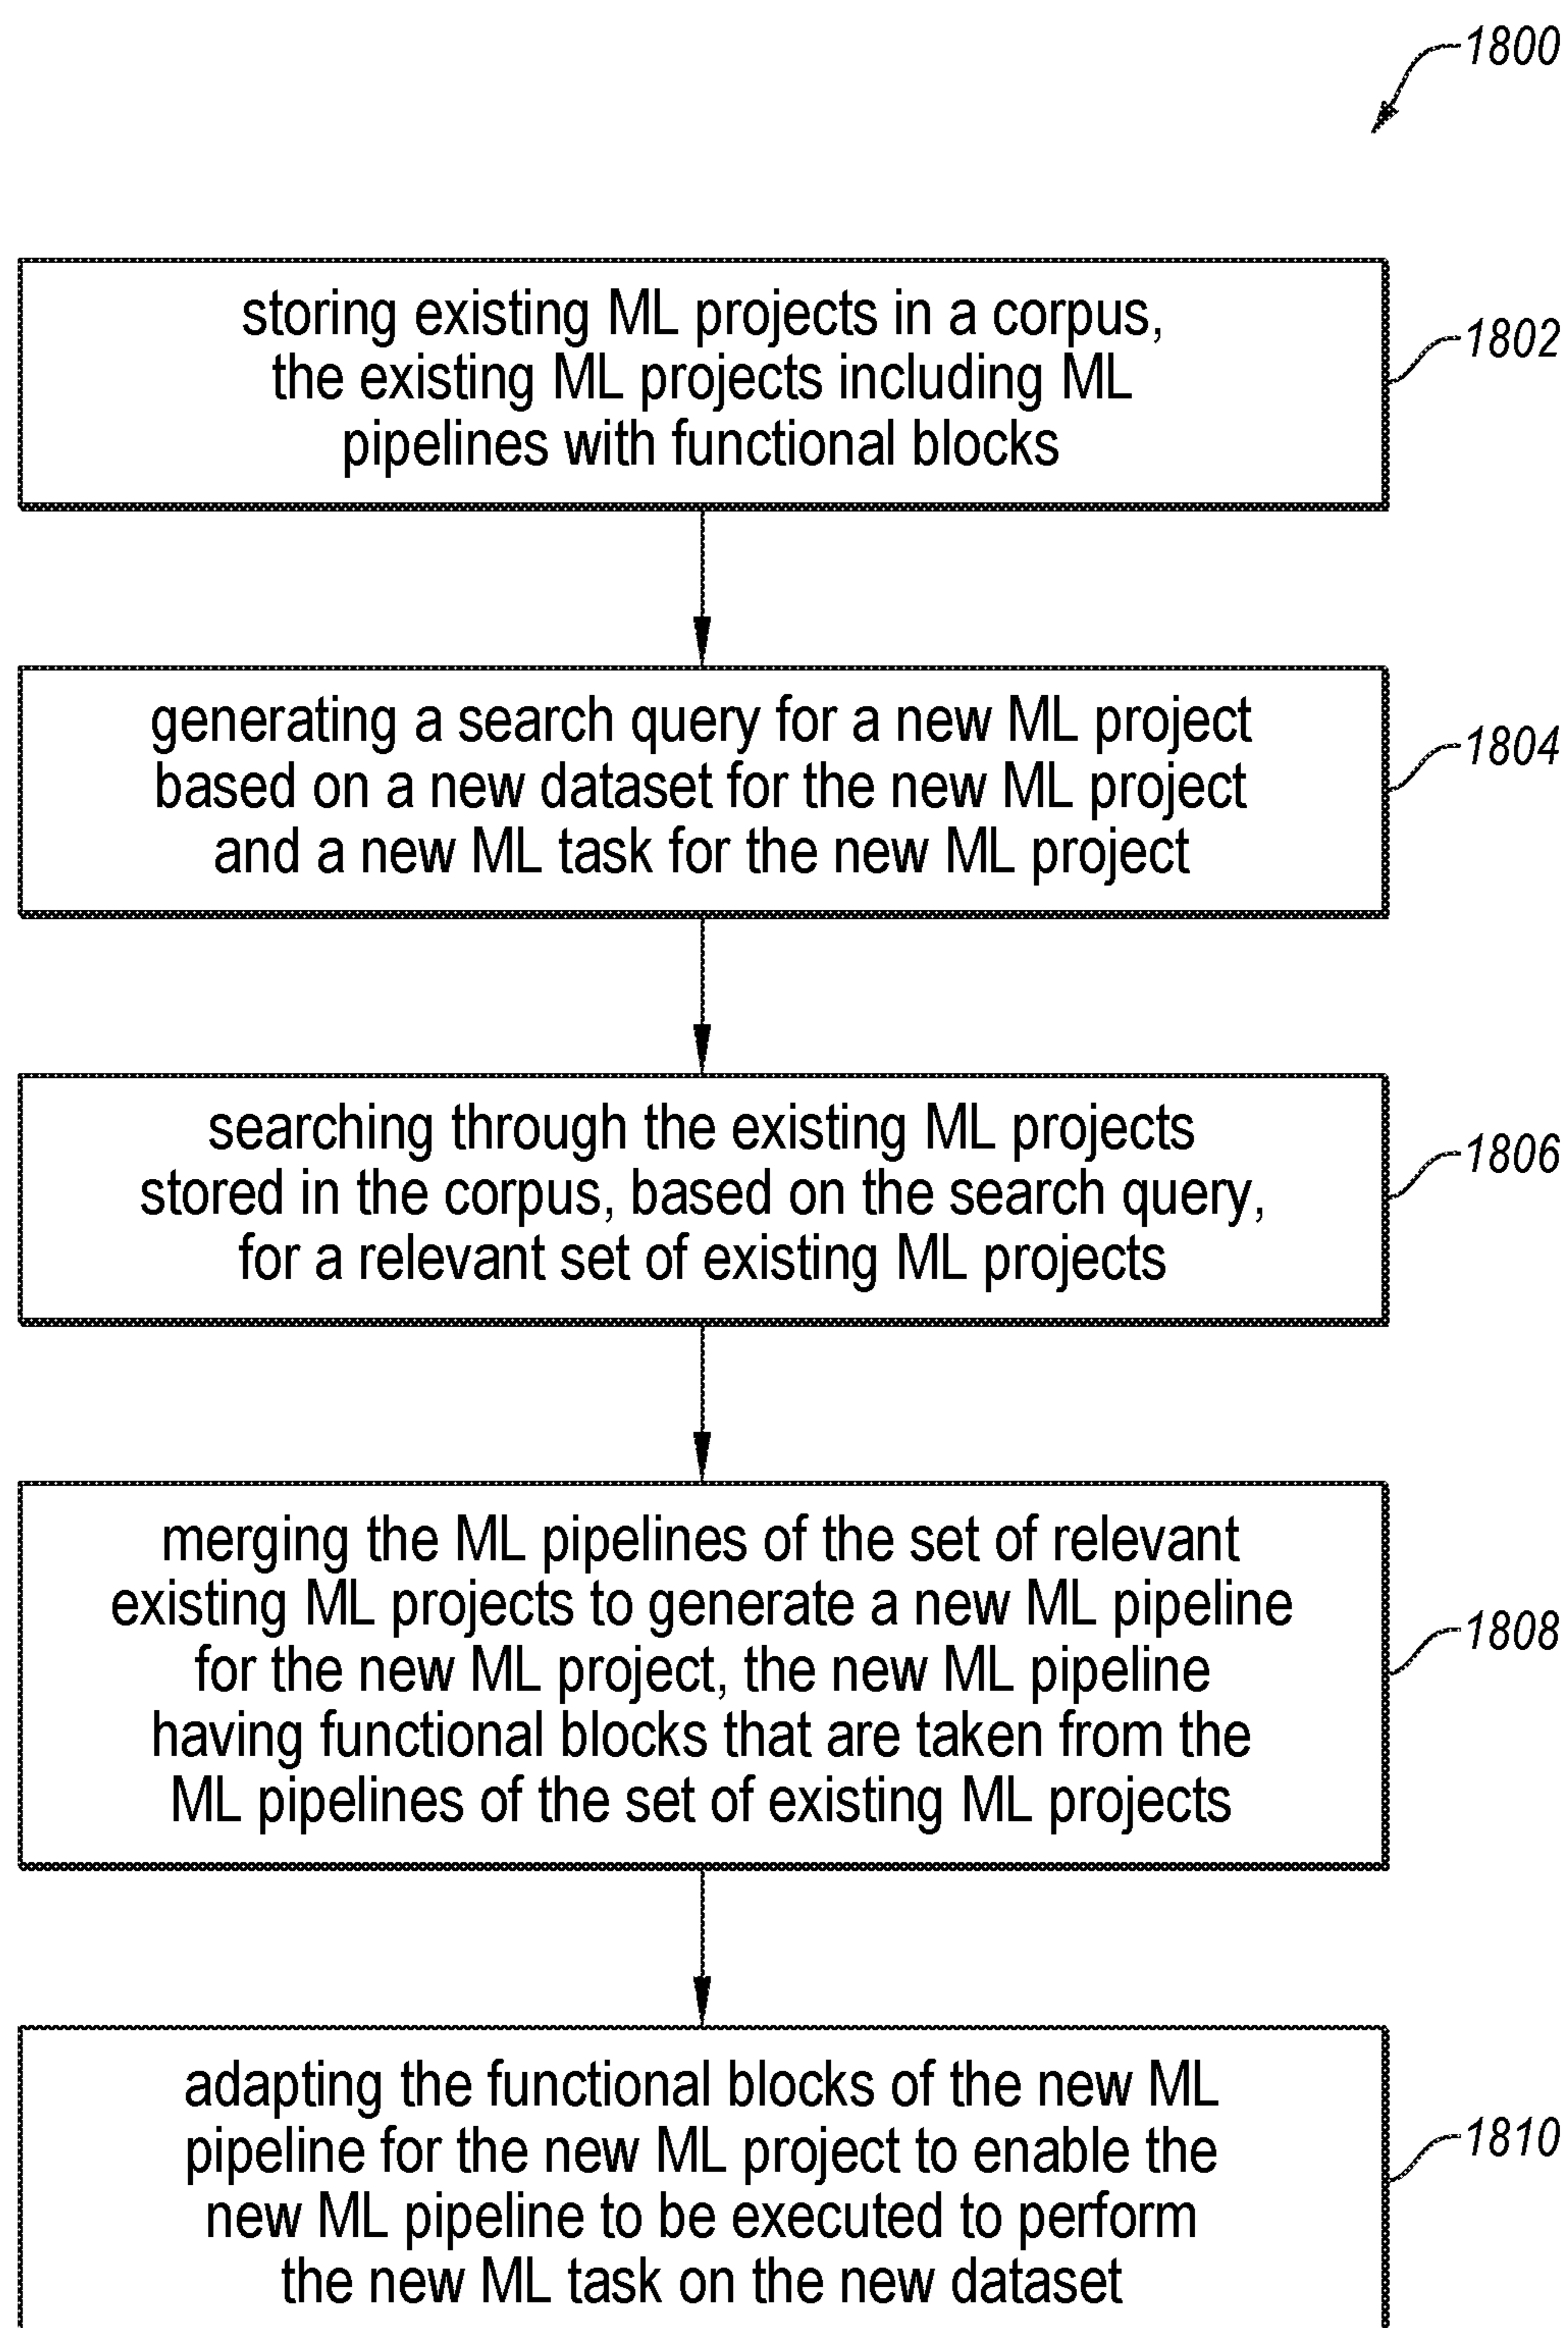 1800
storing existing ML projects in a corpus,
the existing ML projects including ML
pipelines with functional blocks
1802
generating a search query for a new ML project
based on a new dataset for the new ML project
and a new ML task for the new ML project
1804
searching through the existing ML projects
stored in the corpus, based on the search query,
for a relevant set of existing ML projects
1806
merging the ML pipelines of the set of relevant
existing ML projects to generate a new ML pipeline
for the new ML project, the new ML pipeline
having functional blocks that are taken from the
ML pipelines of the set of existing ML projects
1808
adapting the functional blocks of the new ML
pipeline for the new ML project to enable the
new ML pipeline to be executed to perform
the new ML task on the new dataset
1810